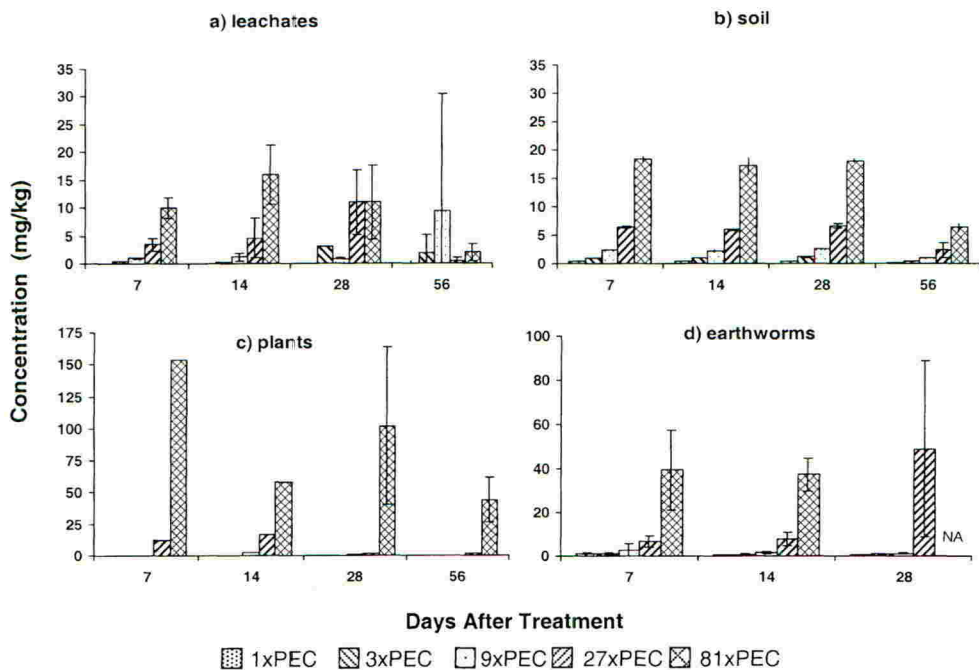 a) leachates
b) soil
35
30
25
20
15
10
5
0
7 14 28 56
35
30
25
20
15
10
5
0
7 14 28 56
Concentration (mg/kg)
c) plants
d) earthworms
175
150
125
100
75
50
25
0
7 14 28 56
100
80
60
40
20
0
NA
7 14 28
Days After Treatment
1xPEC 3xPEC 9xPEC 27xPEC 81xPEC